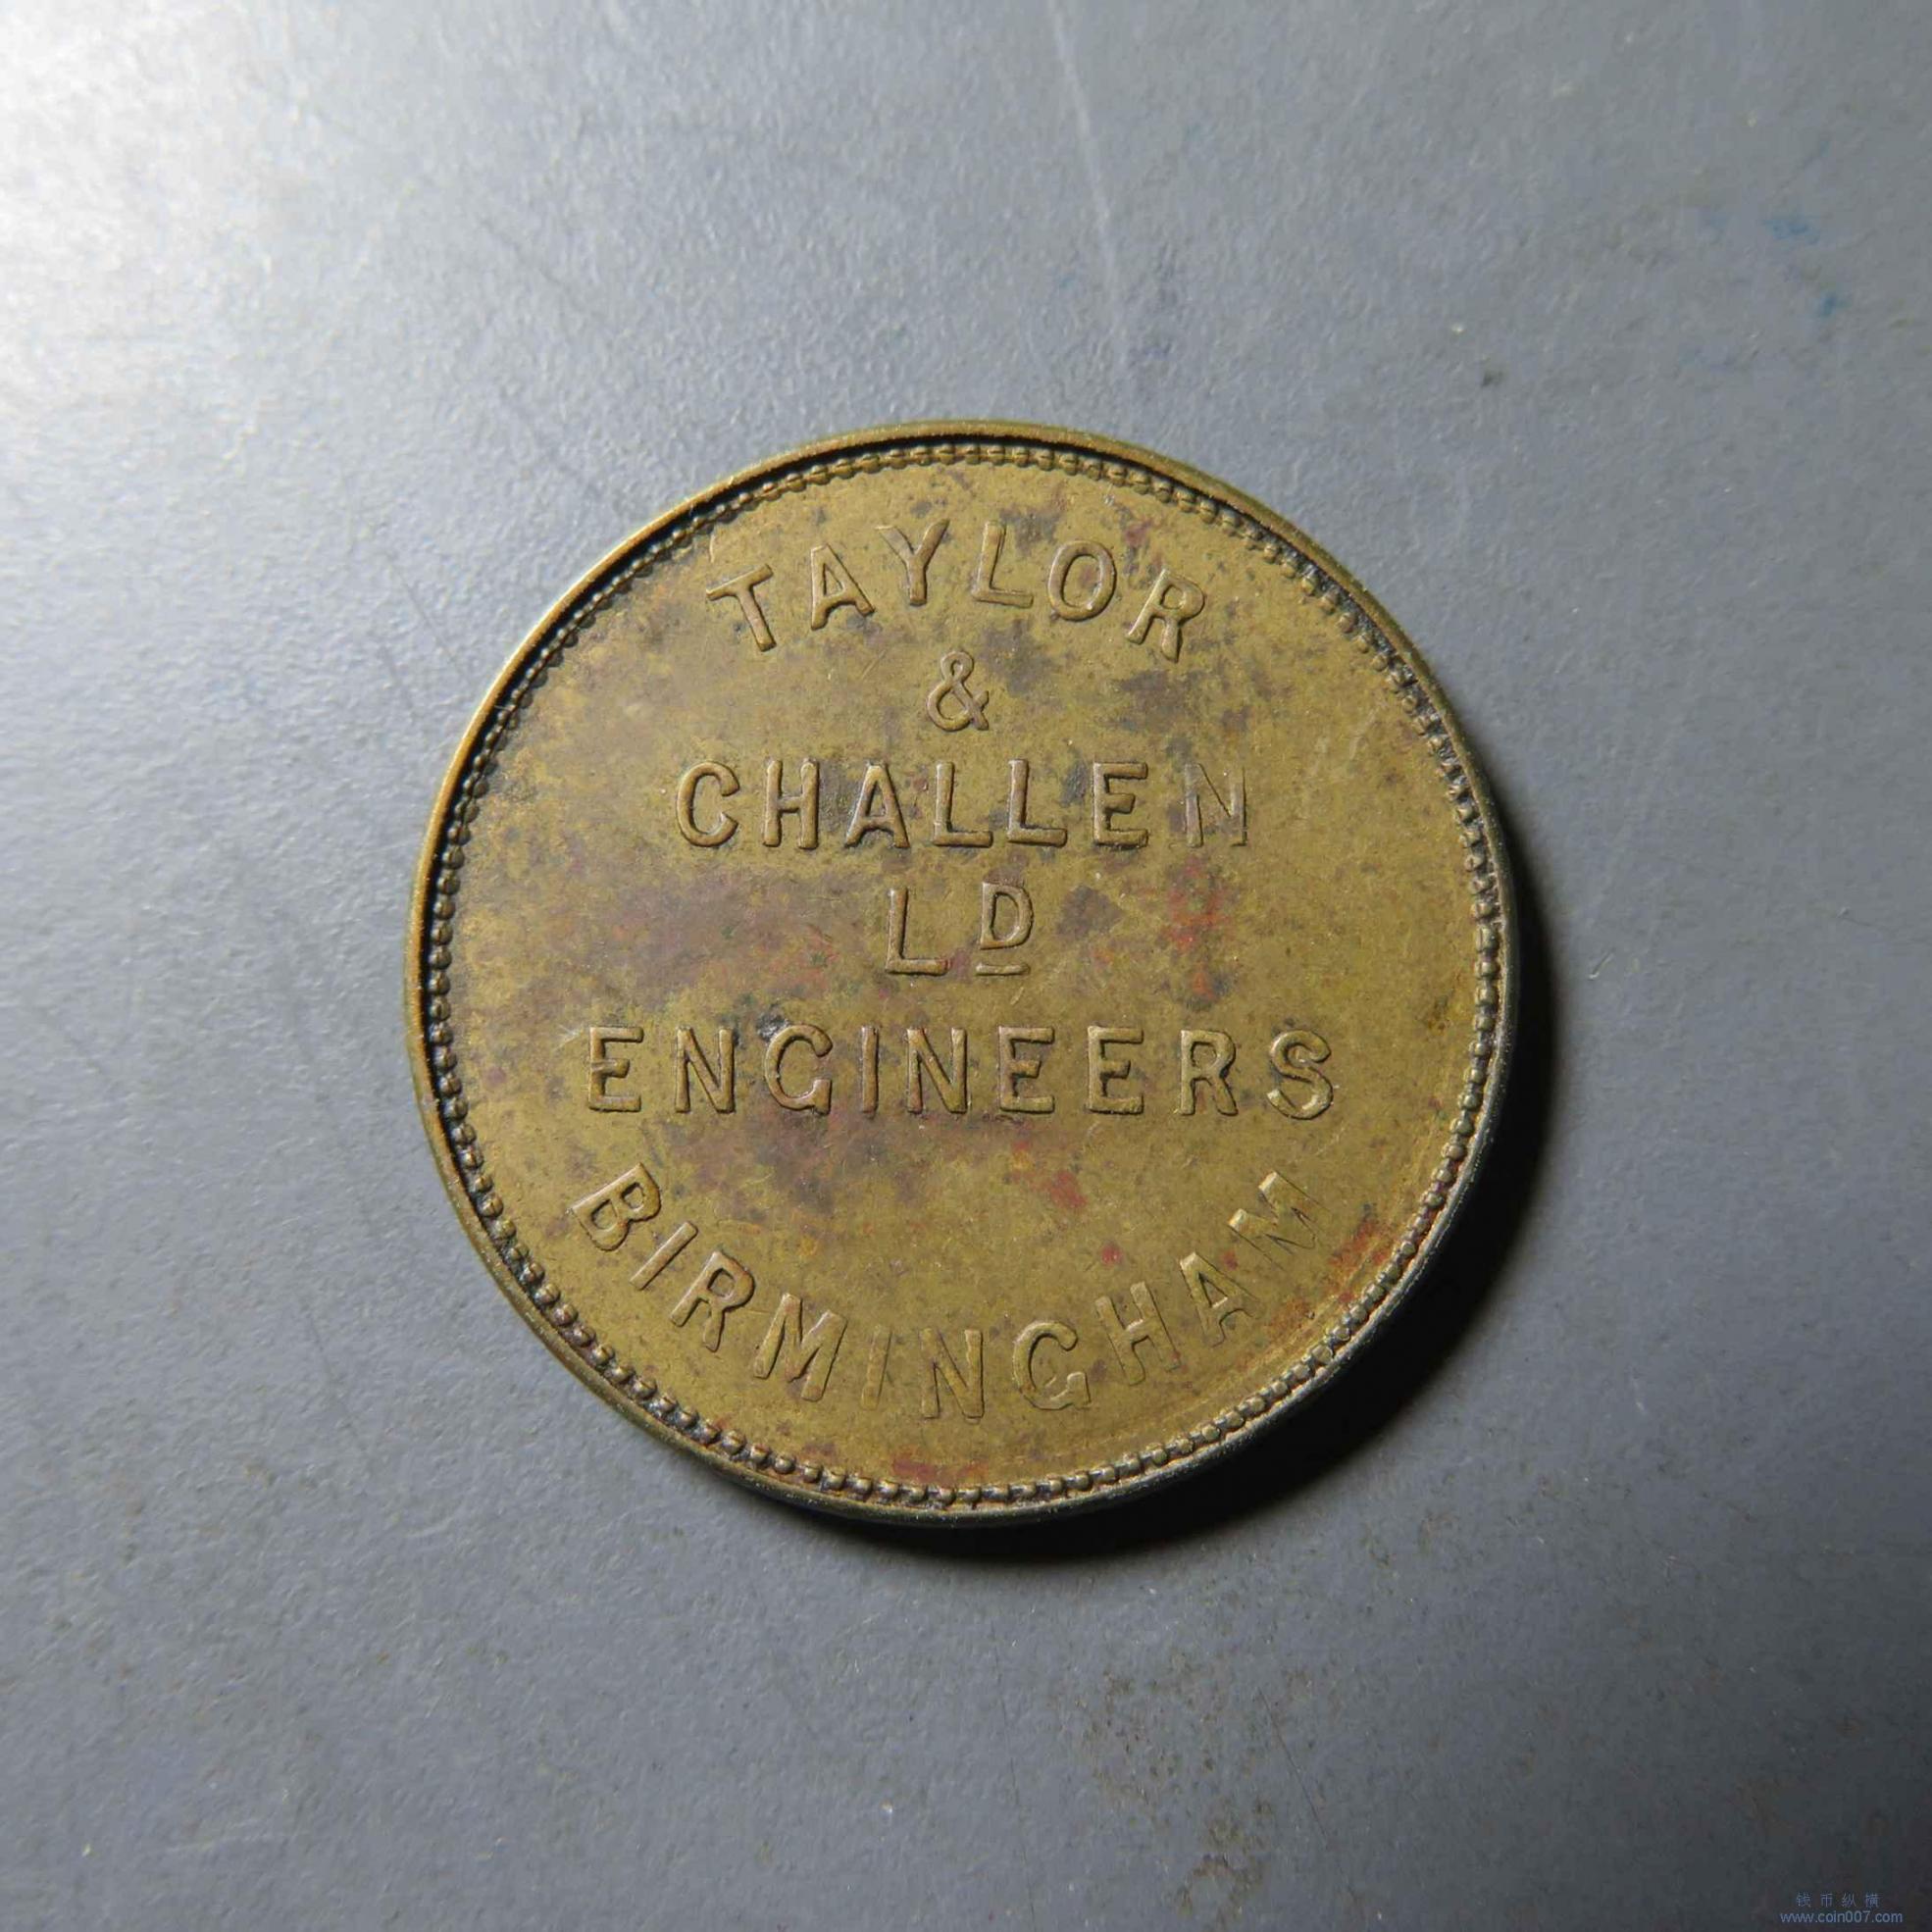 TAYLOR
&
CHALLEN
LD
ENGINEERS
BIRMINGHAM
钱币纵横
www.coin007.com